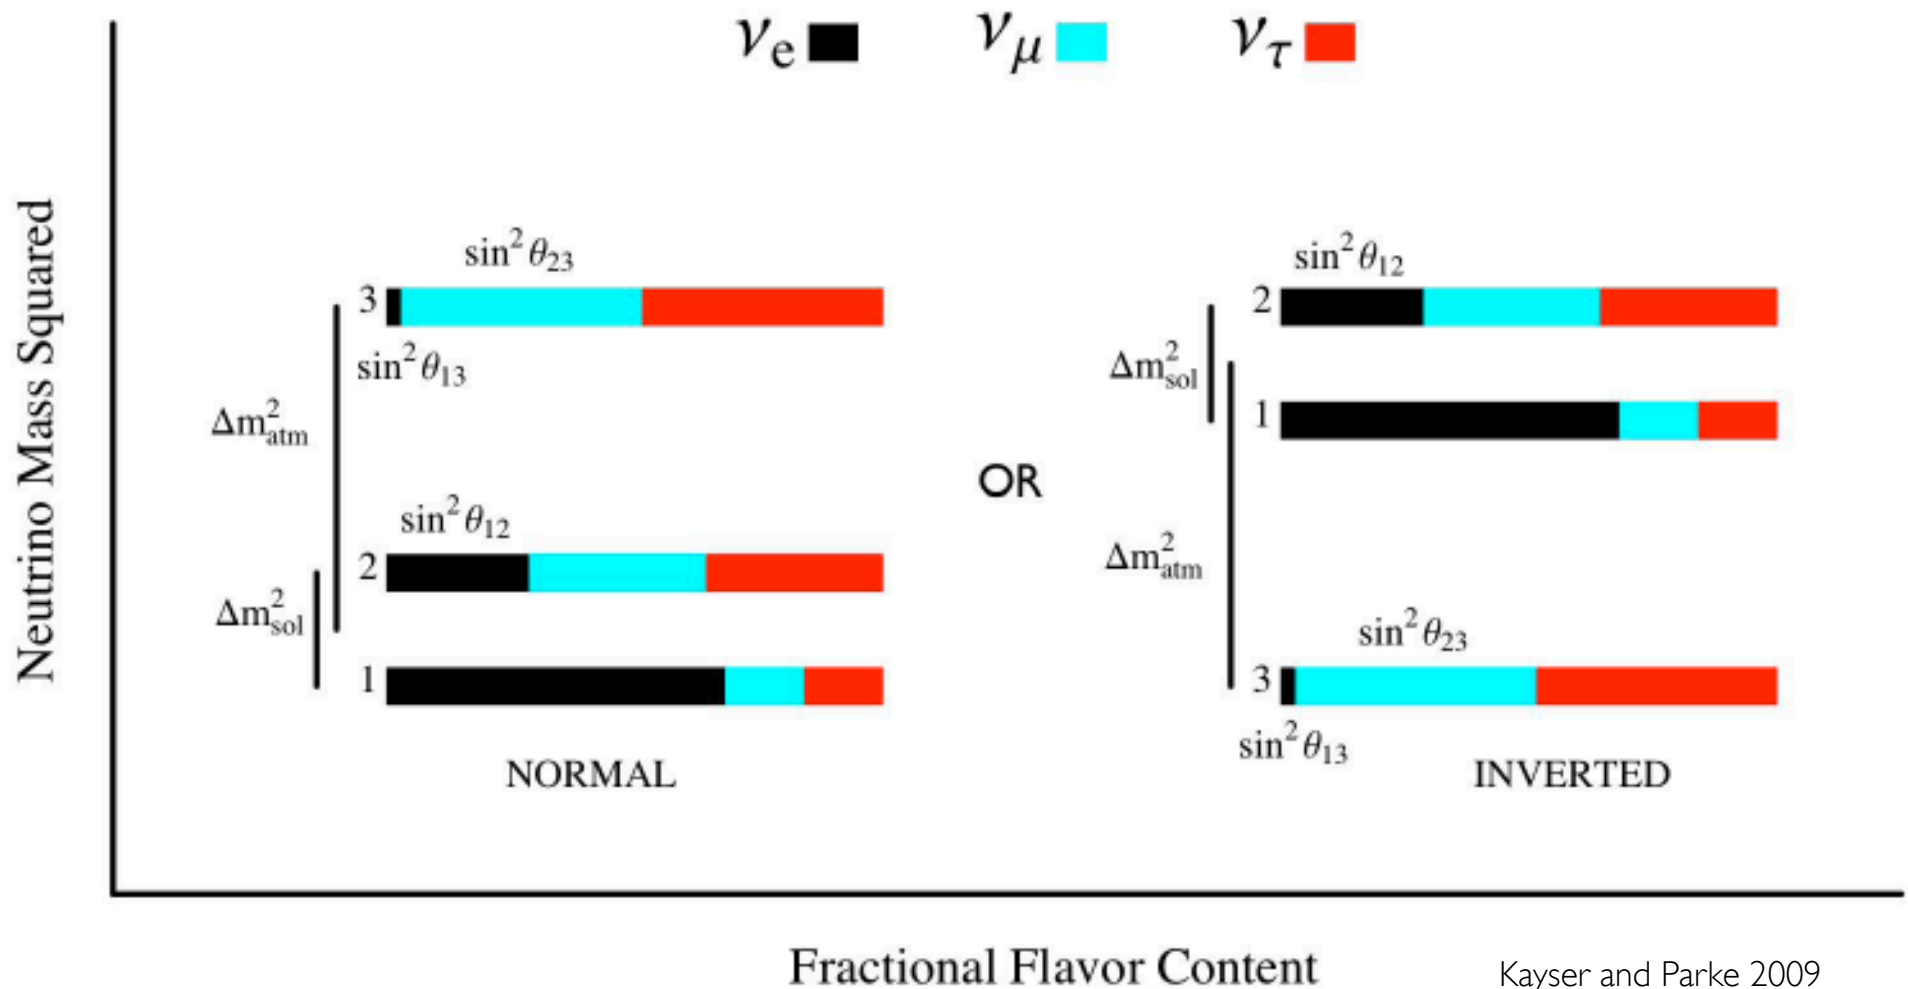 νe νμ ντ
Neutrino Mass Squared
sin²θ₂₃
3
sin²θ₁₃
Δm²atm
sin²θ₁₂
2
Δm²sol
1
NORMAL
OR
sin²θ₁₂
2
Δm²sol
1
Δm²atm
sin²θ₂₃
3
sin²θ₁₃
INVERTED
Fractional Flavor Content
Kayser and Parke 2009